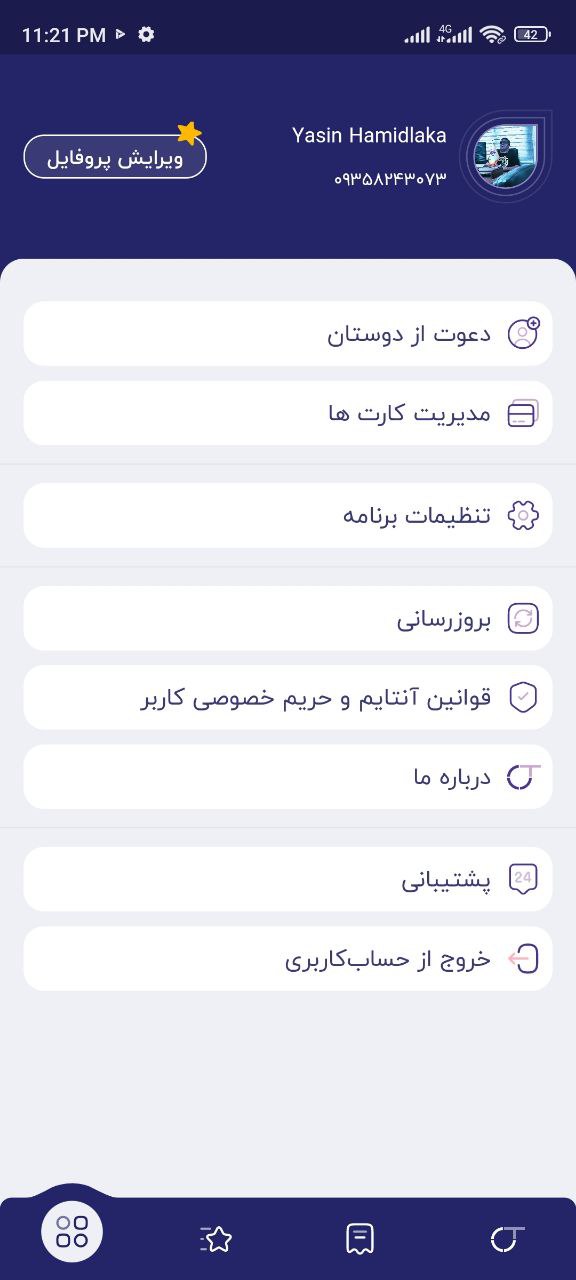 11:21 PM
4G
42
Yasin Hamidlaka
ویرایش پروفایل
۰۹۳۵۸۲۴۳۰۷۳
دعوت از دوستان
مدیریت کارت ها
تنظیمات برنامه
بروزرسانی
قوانین آنتایم و حریم خصوصی کاربر
درباره ما
24
پشتیبانی
خروج از حساب‌کاربری